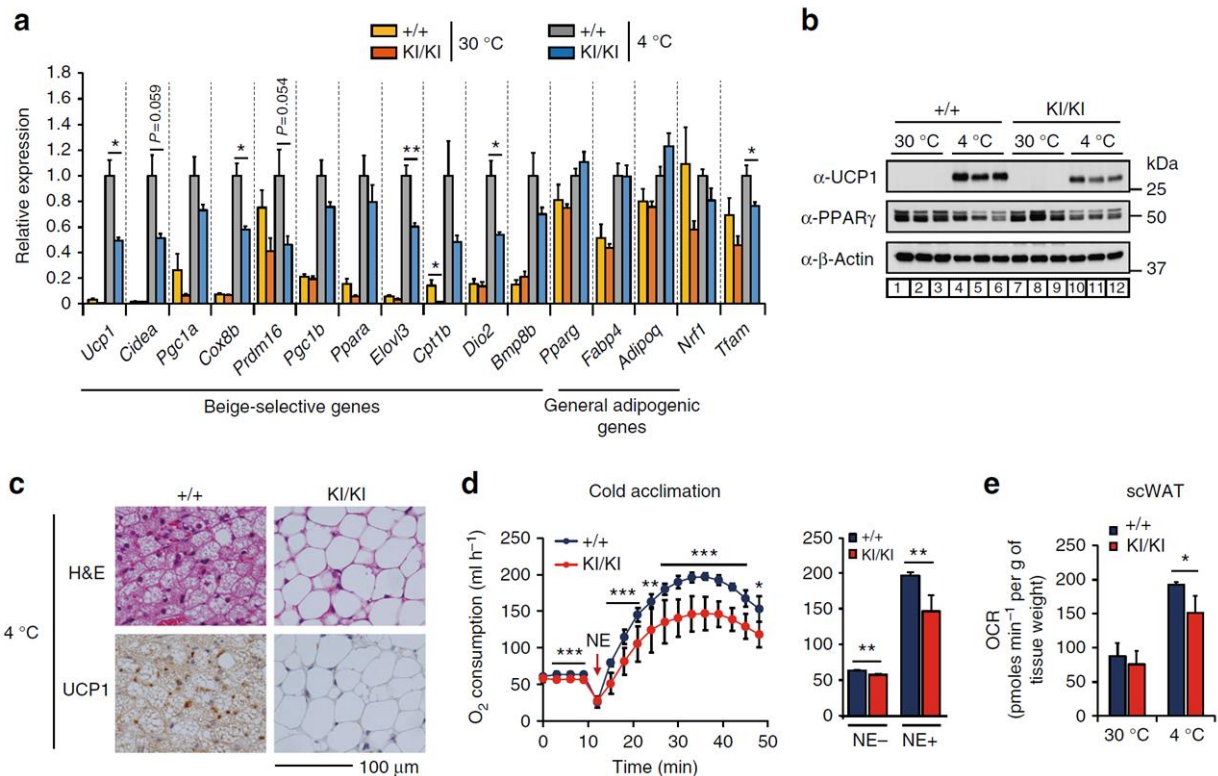 a
+/+
KI/KI
30 °C
+/+
KI/KI
4 °C
Relative expression
1.8
1.6
1.4
1.2
1.0
0.8
0.6
0.4
0.2
0
*
P=0.059
*
P=0.054
**
*
*
*
Ucp1
Cidea
Pgc1a
Cox8b
Prdm16
Pgc1b
Ppara
Elovl3
Cpt1b
Dio2
Bmp8b
Pparg
Fabp4
Adipoq
Nrf1
Tfam
Beige-selective genes
General adipogenic
genes
b
+/+ KI/KI
30 °C 4 °C 30 °C 4 °C
kDa
α-UCP1
25
α-PPARγ
50
α-β-Actin
37
1 2 3 4 5 6 7 8 9 10 11 12
c
+/+ KI/KI
4 °C
H&E
UCP1
100 μm
d
Cold acclimation
O2 consumption (ml h−1)
250
200
150
100
50
0
+/+
KI/KI
***
NE
***
**
***
*
0 10 20 30 40 50
Time (min)
250
200
150
100
50
0
+/+
KI/KI
**
**
NE− NE+
e
scWAT
+/+
KI/KI
OCR
(pmoles min−1 per g of
tissue weight)
250
200
150
100
50
0
*
30 °C 4 °C